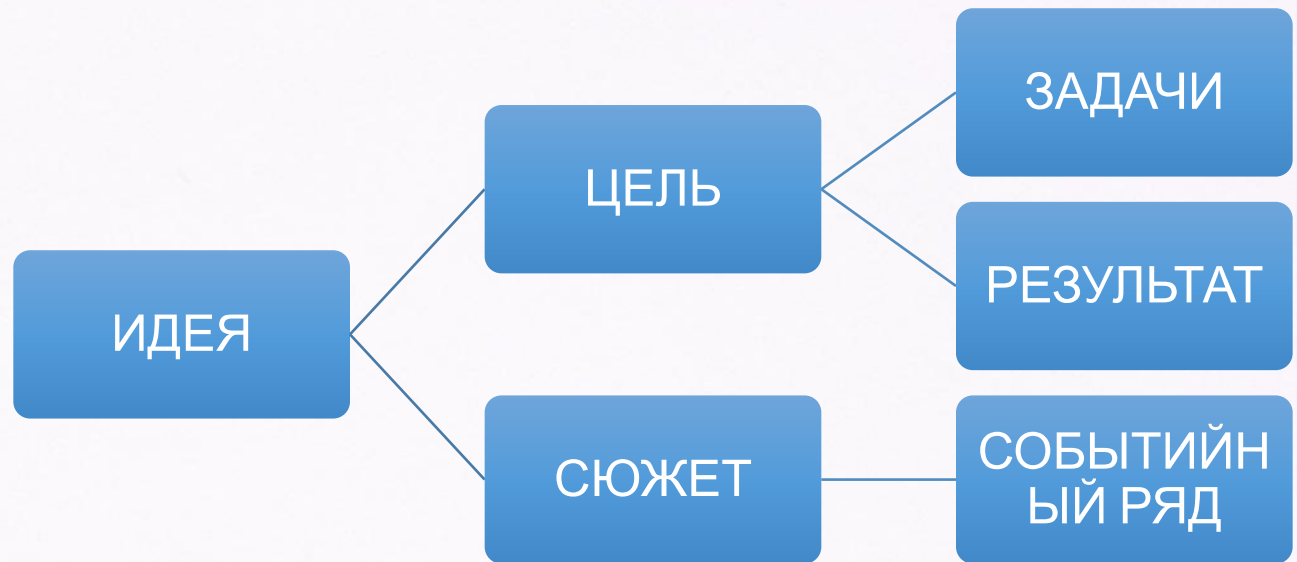 ЗАДАЧИ
ЦЕЛЬ
РЕЗУЛЬТАТ
ИДЕЯ
СЮЖЕТ
СОБЫТИЙН
ЫЙ РЯД